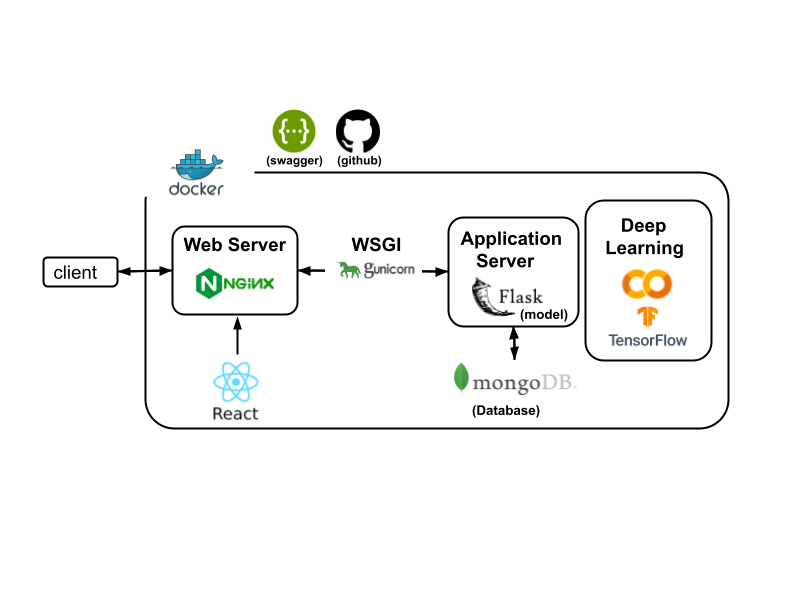 (swagger)
(github)
docker
Web Server
NGINX
client
WSGI
gunicorn
Application
Server
Flask
(model)
Deep
Learning
TensorFlow
React
mongoDB
(Database)